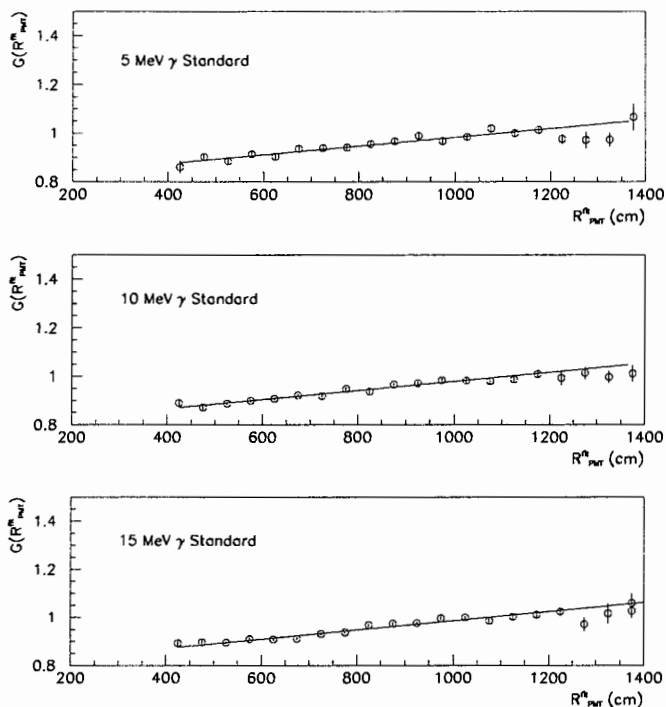 G(R^fit_PMT)
1.4
1.2
1
0.8
5 MeV γ Standard
200 400 600 800 1000 1200 1400
R^fit_PMT (cm)
G(R^fit_PMT)
1.4
1.2
1
0.8
10 MeV γ Standard
200 400 600 800 1000 1200 1400
R^fit_PMT (cm)
G(R^fit_PMT)
1.4
1.2
1
0.8
15 MeV γ Standard
200 400 600 800 1000 1200 1400
R^fit_PMT (cm)